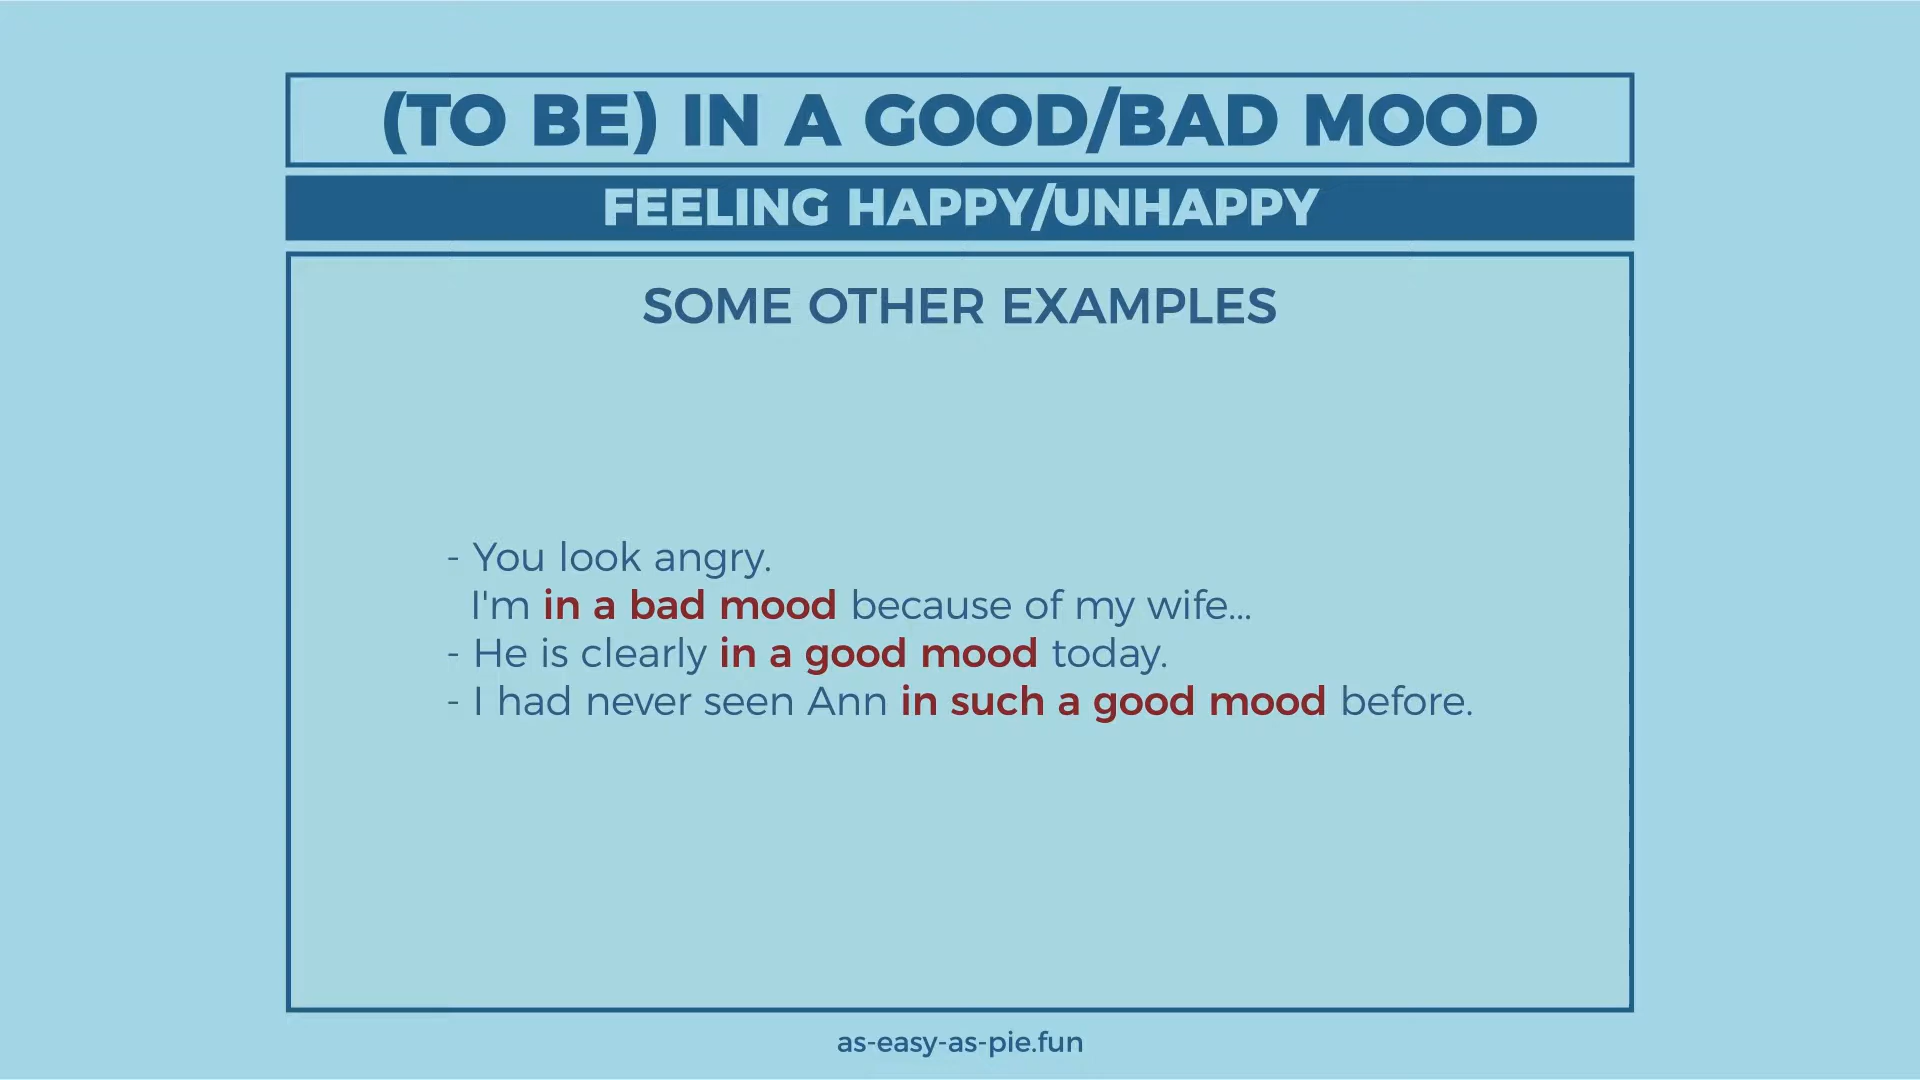 (TO BE) IN A GOOD/BAD MOOD
FEELING HAPPY/UNHAPPY
SOME OTHER EXAMPLES
- You look angry.
I'm in a bad mood because of my wife...
- He is clearly in a good mood today.
- I had never seen Ann in such a good mood before.
as-easy-as-pie.fun